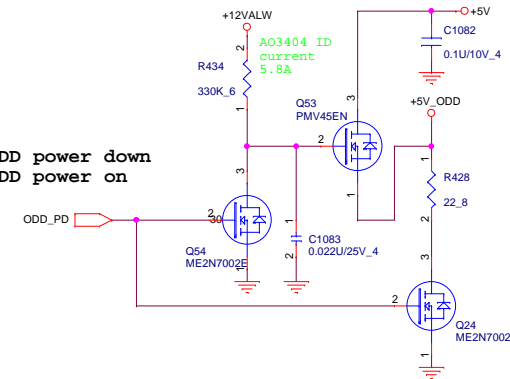 +12VALW
+5V
C1082
0.1U/10V_4
AO3404 ID
current
5.8A
R434
330K_6
2
1
3
Q53
PMV45EN
2
1
+5V_ODD
DD power down
DD power on
1
R428
22_8
2
3
ODD_PD
2
30
Q54
ME2N7002E
1
1
C1083
0.022U/25V_4
2
3
2
Q24
ME2N7002
1